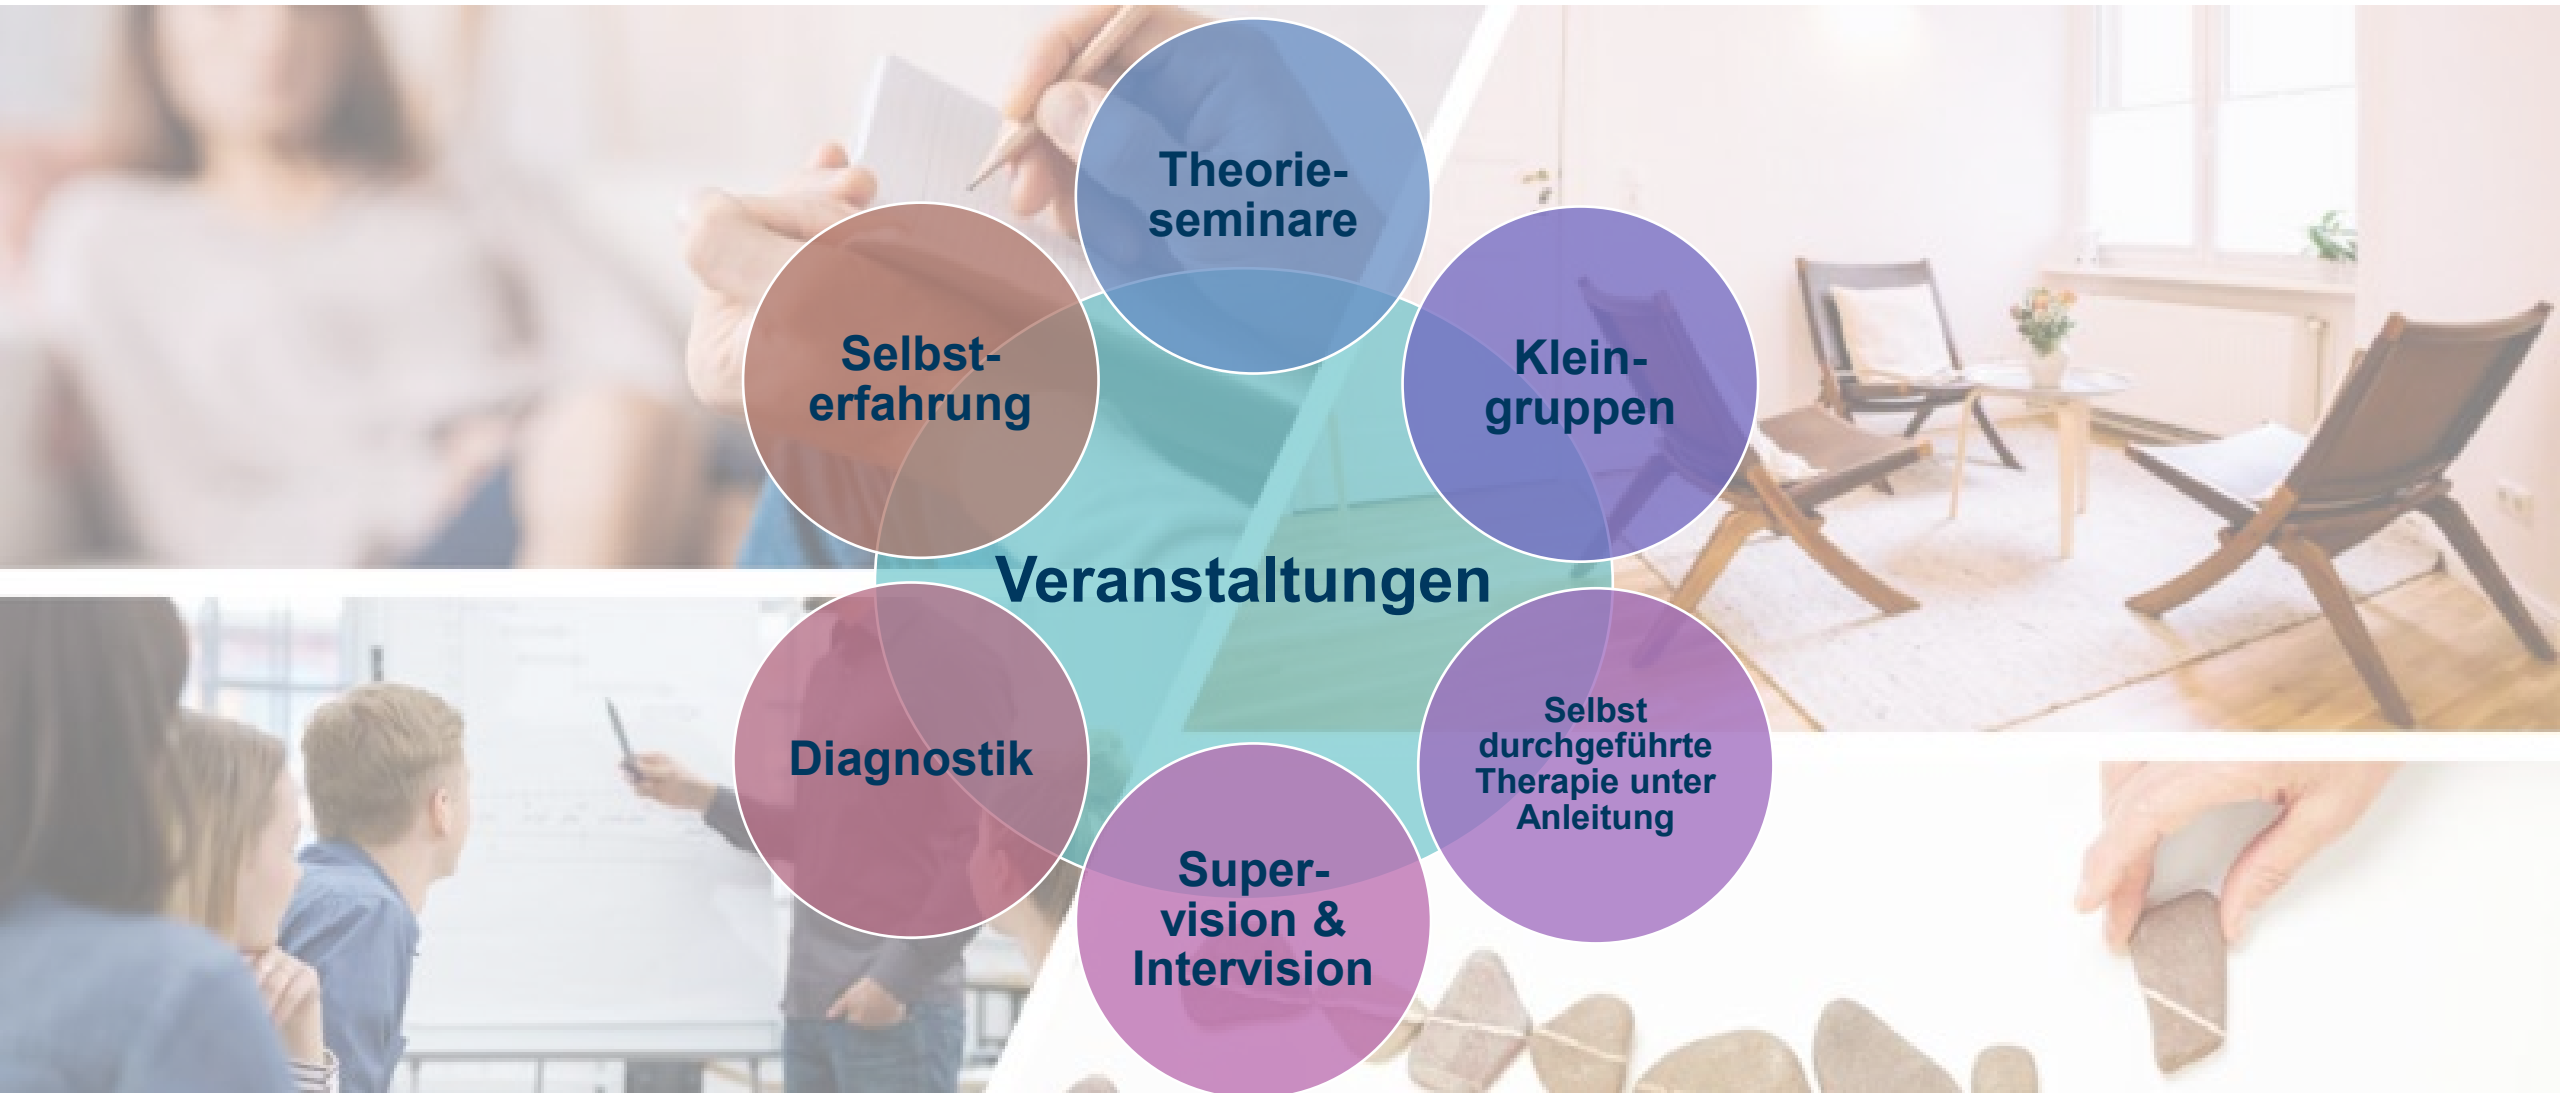 Theorie-
seminare
Selbst-
erfahrung
Klein-
gruppen
Veranstaltungen
Diagnostik
Selbst
durchgeführte
Therapie unter
Anleitung
Super-
vision &
Intervision